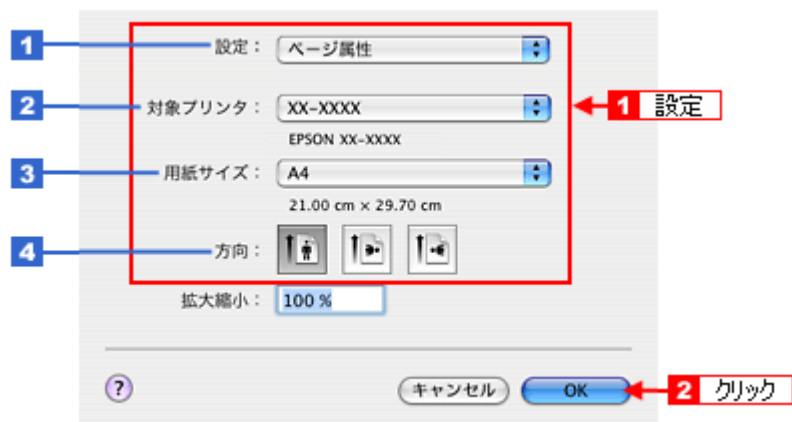 1 設定： ページ属性
2 対象プリンタ： XX-XXXX 1 設定
EPSON XX-XXXX
3 用紙サイズ： A4
21.00 cm × 29.70 cm
4 方向：
拡大縮小： 100 %
? キャンセル OK 2 クリック